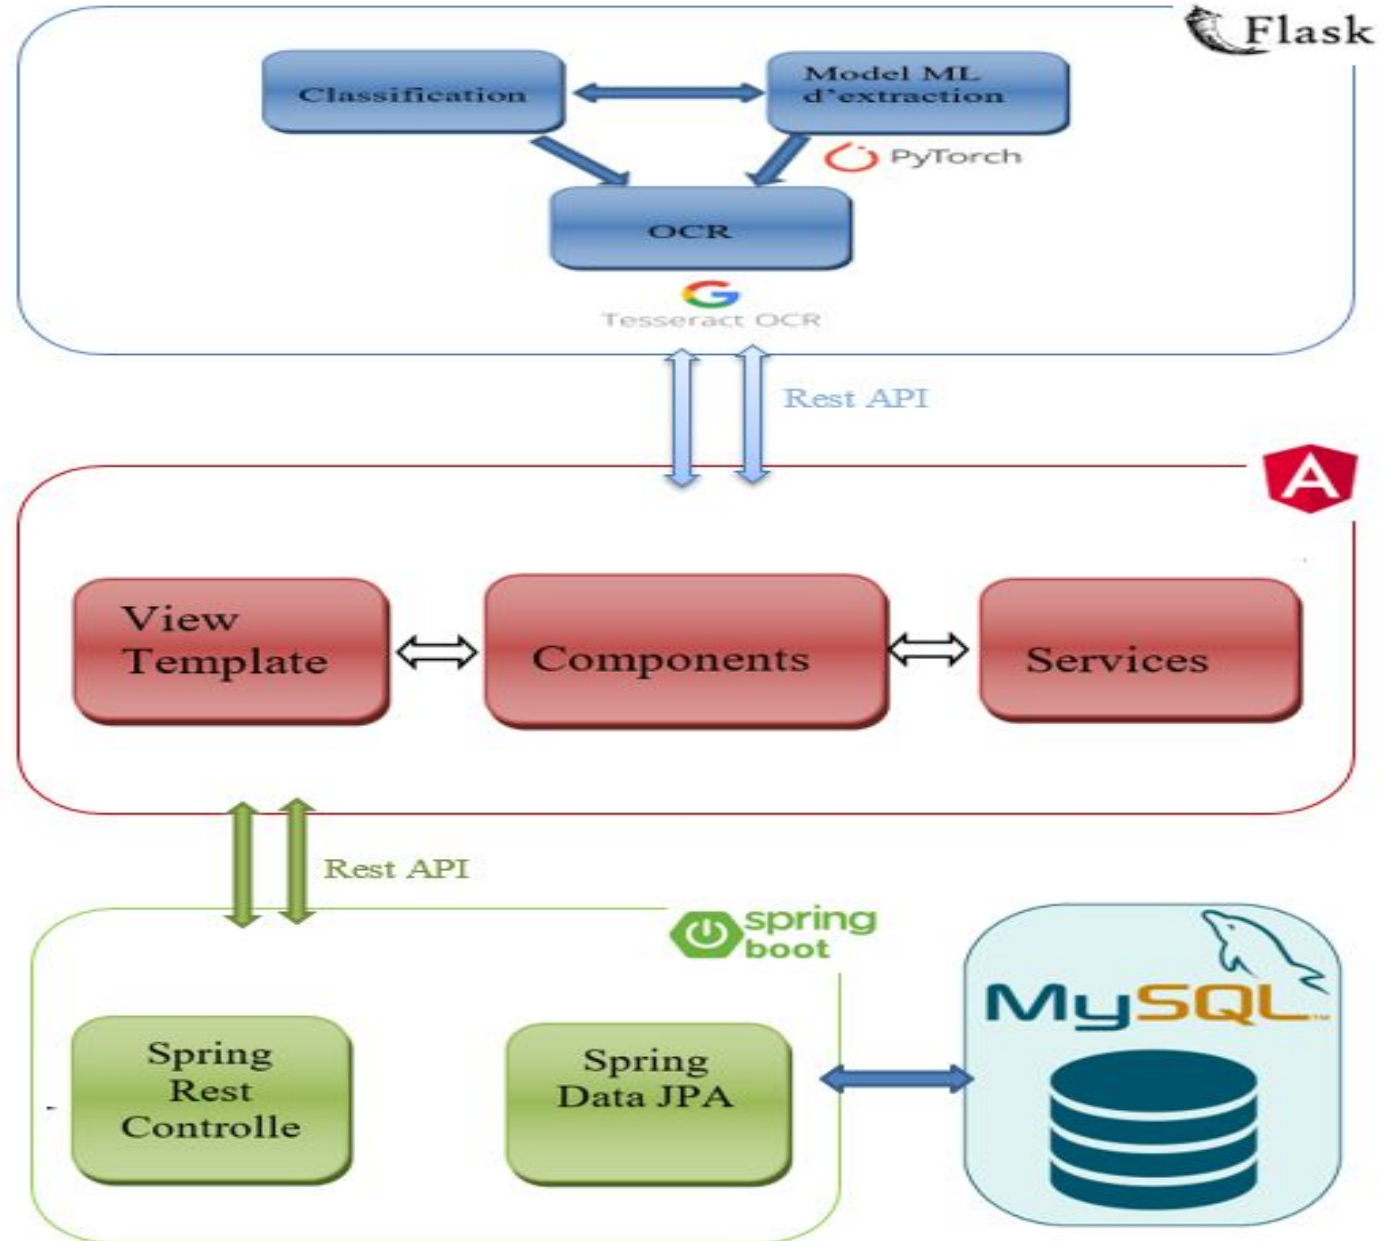 Flask
Classification
Model ML
d'extraction
PyTorch
OCR
Tesseract OCR
Rest API
A
View
Template
Components
Services
Rest API
spring
boot
MySQL
TM
Spring
Rest
Controlle
Spring
Data JPA